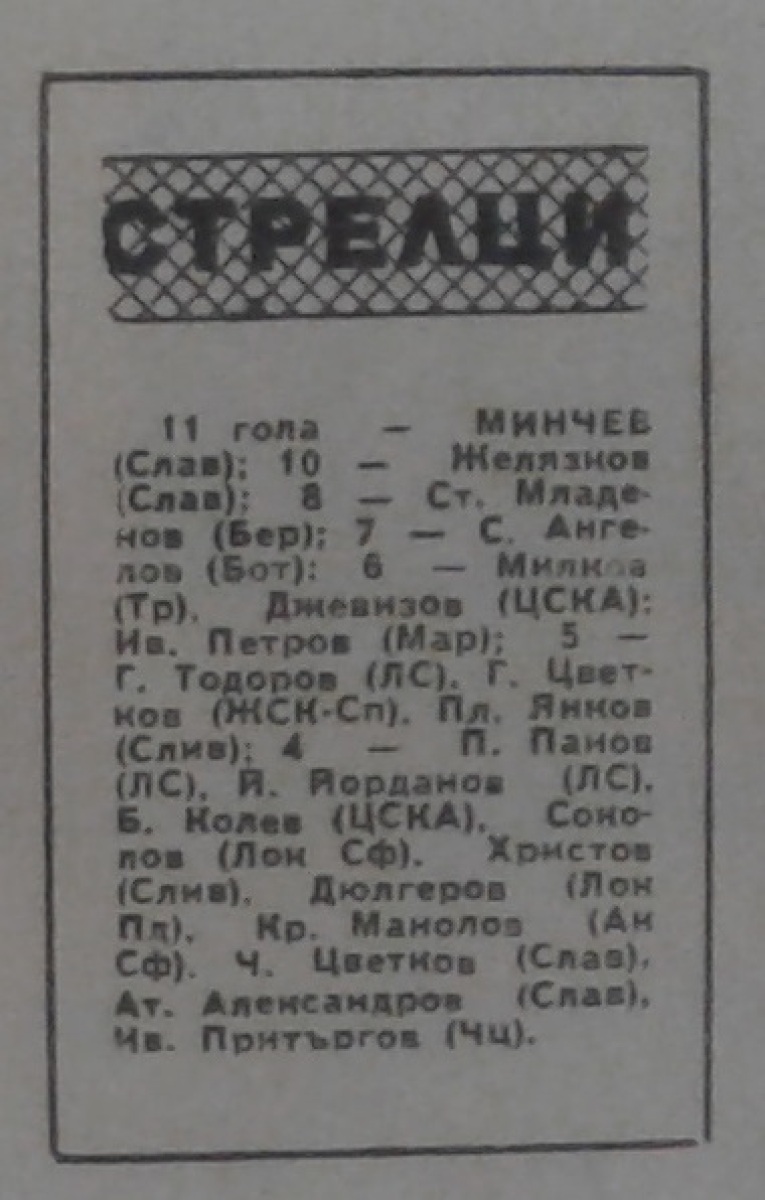 СТРЕЛЦИ
11 гола — МИНЧЕВ
(Слав); 10 — Желязков
(Слав); 8 — Ст. Младе-
нов (Бер); 7 — С. Анге-
лов (Бот); 6 — Милков
(Тр), Джевизов (ЦСКА);
Ив. Петров (Мар); 5 —
Г. Тодоров (ЛС), Г. Цвет-
ков (ЖСК-Сп), Пл. Янков
(Слив); 4 — П. Панов
(ЛС), Й. Йорданов (ЛС),
Б. Колев (ЦСКА), Соко-
лов (Лок Сф), Христов
(Слив), Дюлгеров (Лок
Пд), Кр. Манолов (Ак
Сф), Ч. Цветков (Слав),
Ат. Александров (Слав),
Ив. Притъргов (Чц).